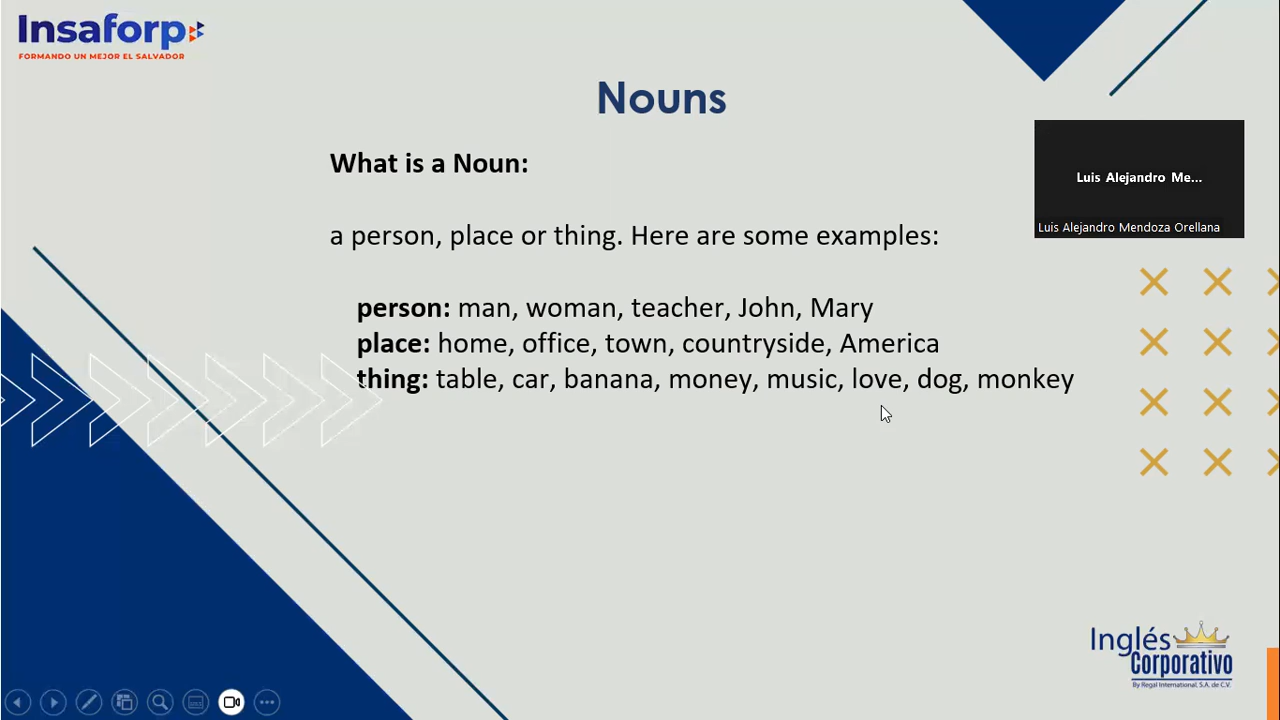 Insaforp
FORMANDO UN MEJOR EL SALVADOR
Nouns
What is a Noun:
a person, place or thing. Here are some examples:
person: man, woman, teacher, John, Mary
place: home, office, town, countryside, America
thing: table, car, banana, money, music, love, dog, monkey
Luis Alejandro Me...
Luis Alejandro Mendoza Orellana
Inglés
Corporativo
By Regal International, S.A. de C.V.